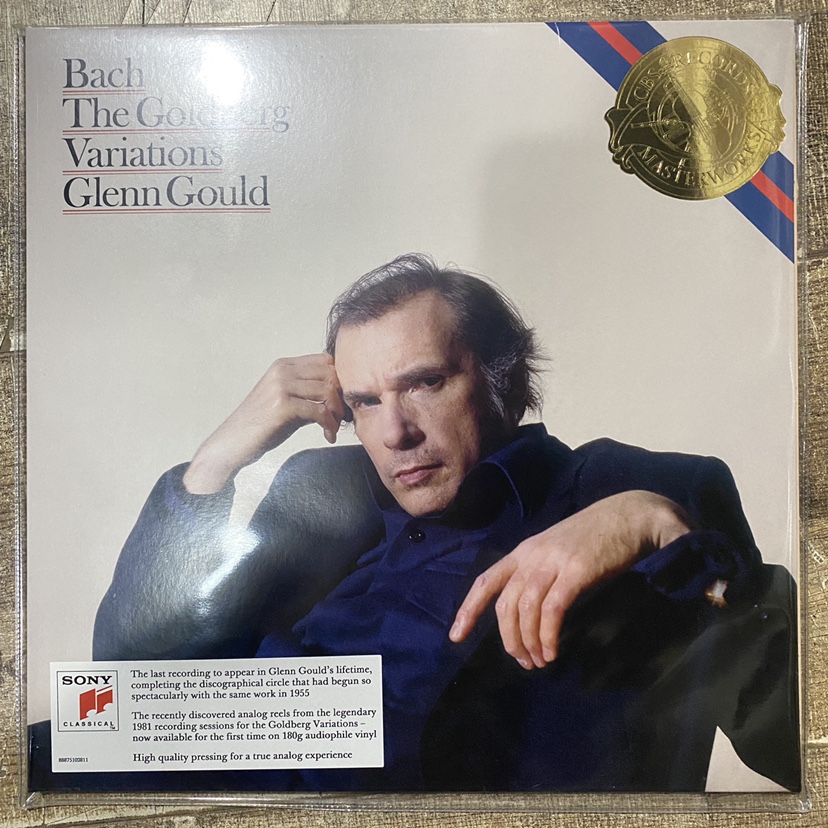 Bach
The Goldberg
Variations
Glenn Gould
CBS RECORDS
MASTERWORKS
SONY
CLASSICAL
The last recording to appear in Glenn Gould's lifetime,
completing the discographical circle that had begun so
spectacularly with the same work in 1955
The recently discovered analog reels from the legendary
1981 recording sessions for the Goldberg Variations –
now available for the first time on 180g audiophile vinyl
High quality pressing for a true analog experience
88875102811